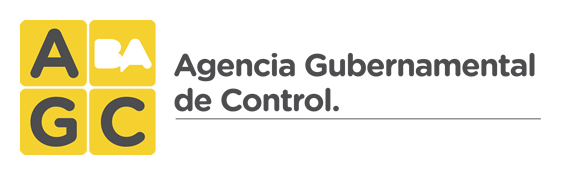 A BA
G C
Agencia Gubernamental
de Control.